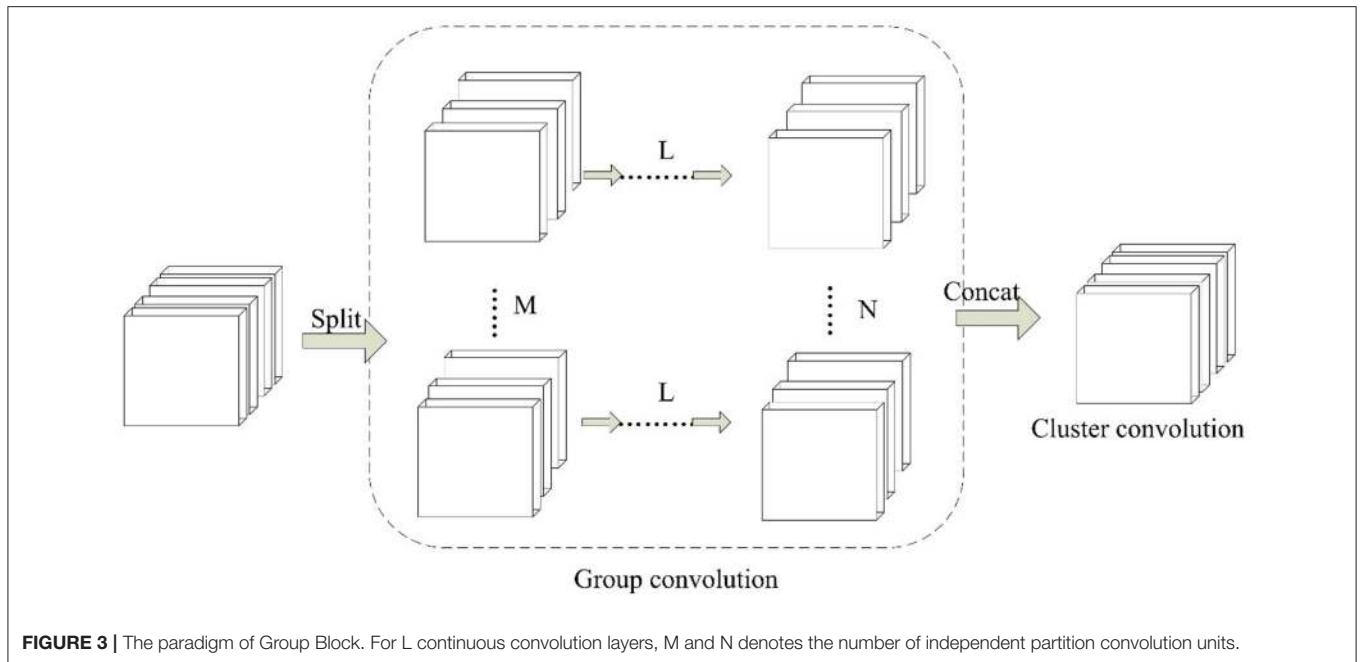 L
Split
M
N
Concat
L
Cluster convolution
Group convolution
FIGURE 3 | The paradigm of Group Block. For L continuous convolution layers, M and N denotes the number of independent partition convolution units.